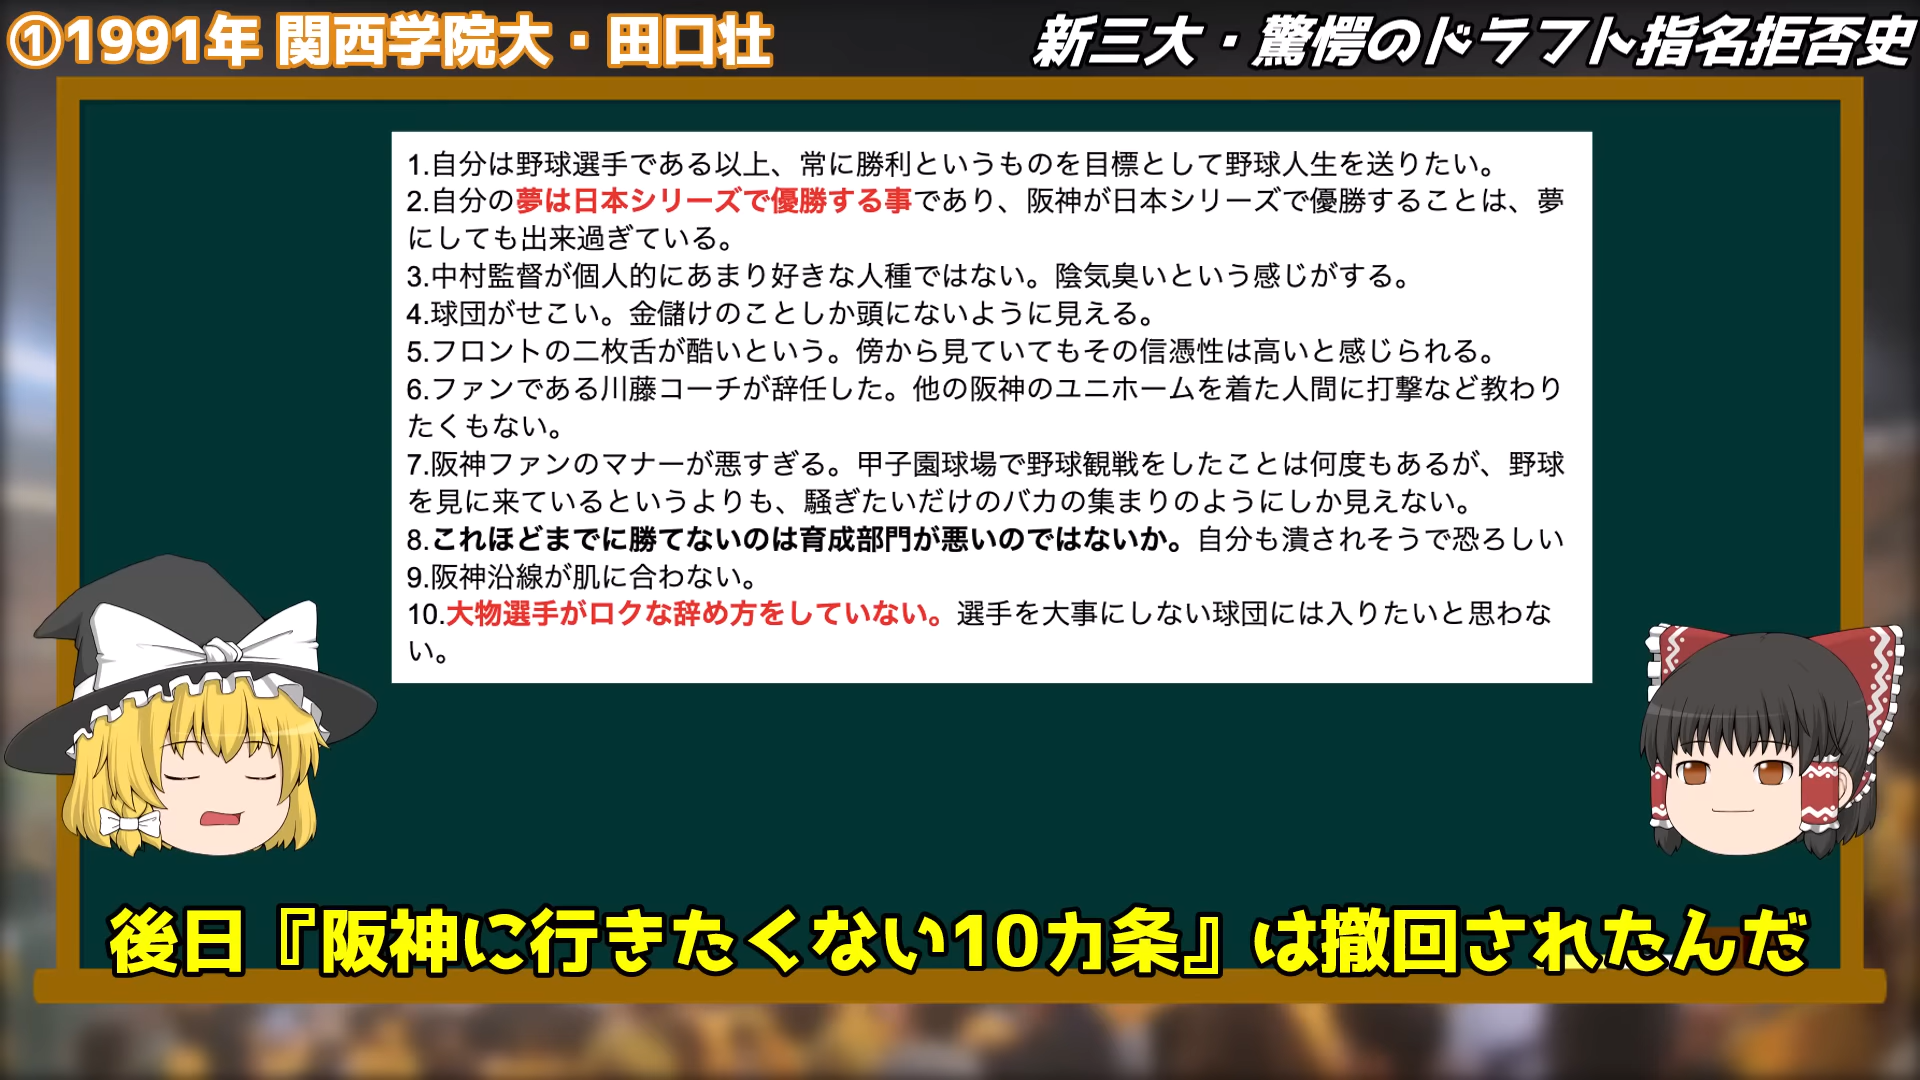 ①1991年 関西学院大・田口壮
新三大・驚愕のドラフト指名拒否史
1.自分は野球選手である以上、常に勝利というものを目標として野球人生を送りたい。
2.自分の夢は日本シリーズで優勝する事であり、阪神が日本シリーズで優勝することは、夢
にしても出来過ぎている。
3.中村監督が個人的にあまり好きな人種ではない。陰気臭いという感じがする。
4.球団がせこい。金儲けのことしか頭にないように見える。
5.フロントの二枚舌が酷いという。傍から見ていてもその信憑性は高いと感じられる。
6.ファンである川藤コーチが辞任した。他の阪神のユニホームを着た人間に打撃など教わり
たくもない。
7.阪神ファンのマナーが悪すぎる。甲子園球場で野球観戦をしたことは何度もあるが、野球
を見に来ているというよりも、騒ぎたいだけのバカの集まりのようにしか見えない。
8.これほどまでに勝てないのは育成部門が悪いのではないか。自分も潰されそうで恐ろしい
9.阪神沿線が肌に合わない。
10.大物選手がロクな辞め方をしていない。選手を大事にしない球団には入りたいと思わな
い。
後日『阪神に行きたくない10カ条』は撤回されたんだ